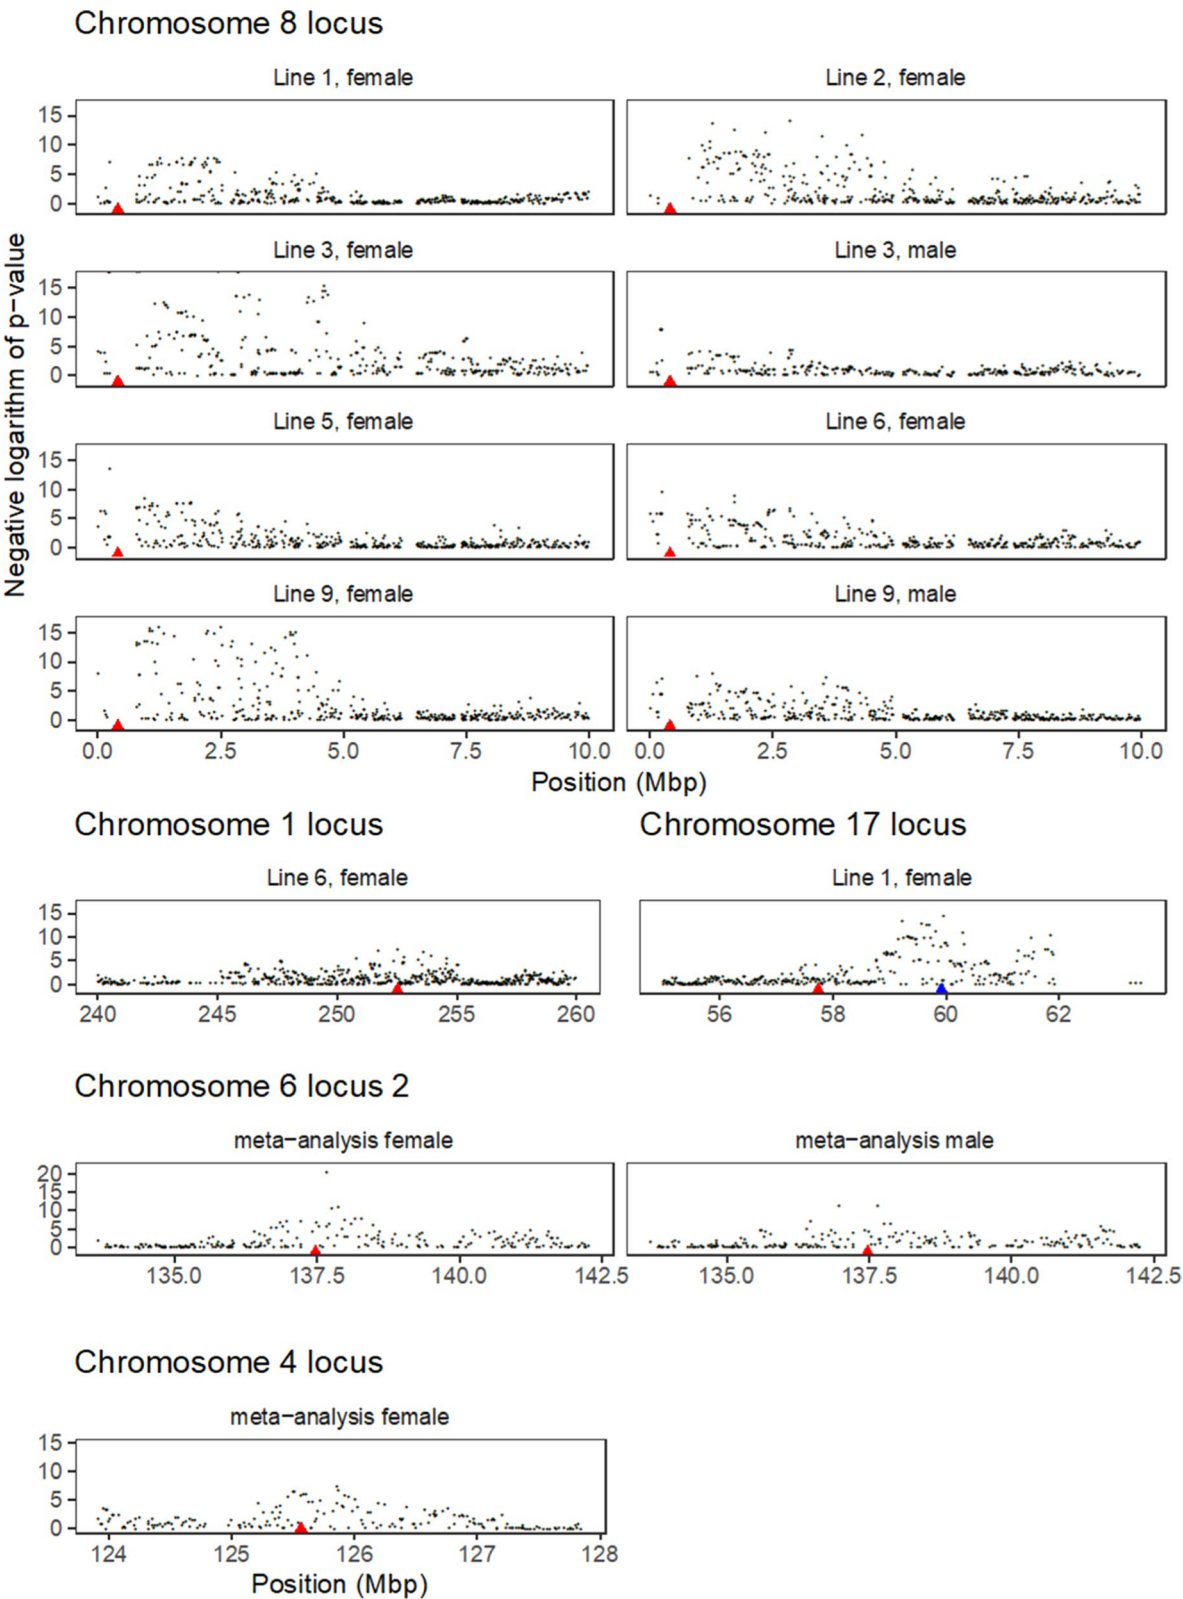 Chromosome 8 locus
Line 1, female
Line 2, female
15
10
5
0
Line 3, female
Line 3, male
15
10
5
0
Negative logarithm of p−value
Line 5, female
Line 6, female
15
10
5
0
Line 9, female
Line 9, male
15
10
5
0
0.0 2.5 5.0 7.5 10.0 0.0 2.5 5.0 7.5 10.0
Position (Mbp)
Chromosome 1 locus
Chromosome 17 locus
Line 6, female
Line 1, female
15
10
5
0
240 245 250 255 260
56 58 60 62
Chromosome 6 locus 2
meta−analysis female
meta−analysis male
20
15
10
5
0
135.0 137.5 140.0 142.5
135.0 137.5 140.0 142.5
Chromosome 4 locus
meta−analysis female
15
10
5
0
124 125 126 127 128
Position (Mbp)